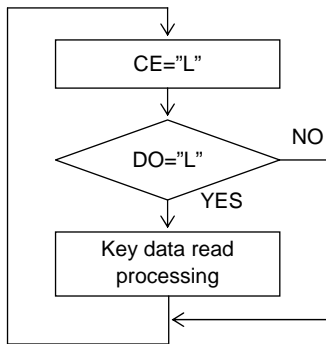 CE=”L”
DO=”L”
NO
YES
Key data read
processing